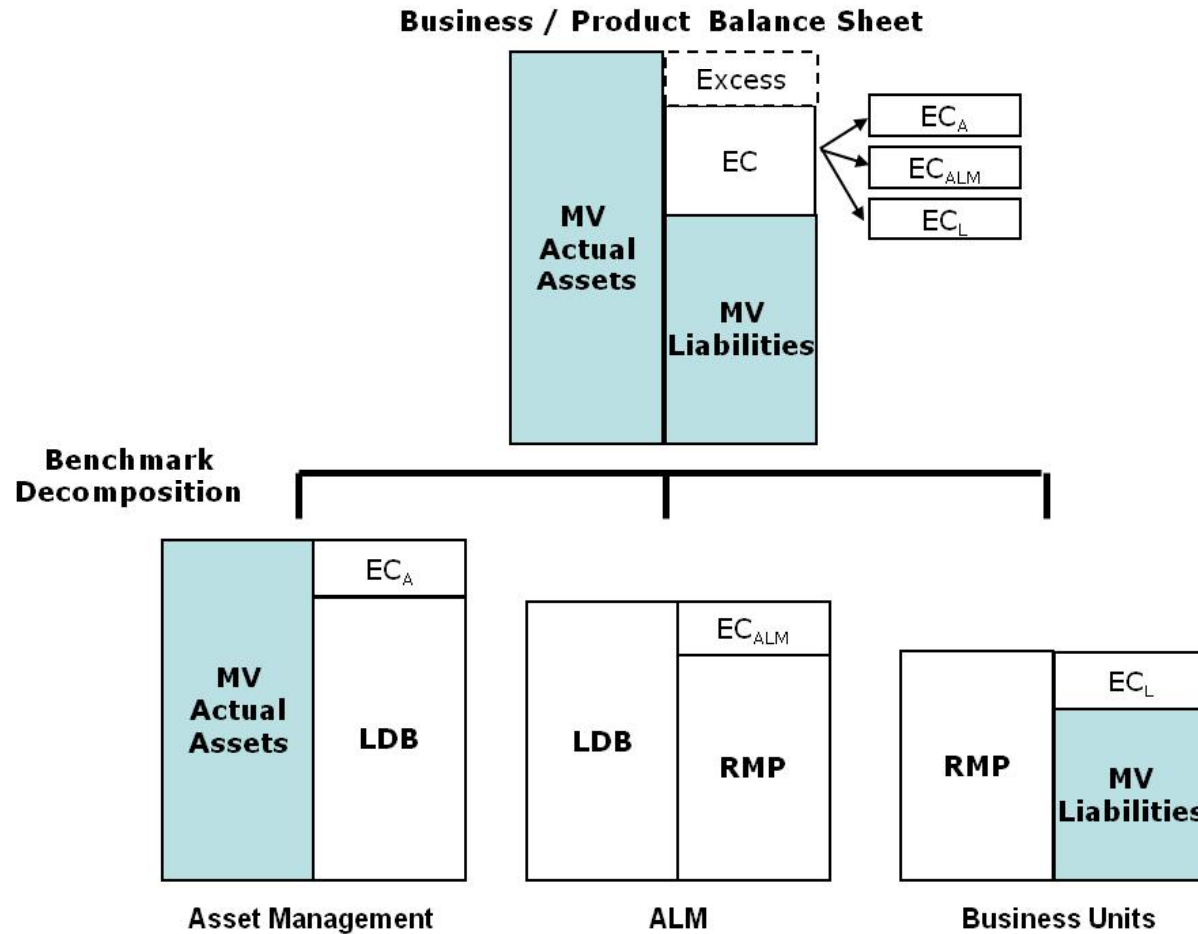 Business / Product Balance Sheet
Excess
EC
EC_A
EC_ALM
EC_L
MV
Actual
Assets
MV
Liabilities
Benchmark
Decomposition
MV
Actual
Assets
EC_A
LDB
LDB
EC_ALM
RMP
RMP
EC_L
MV
Liabilities
Asset Management
ALM
Business Units